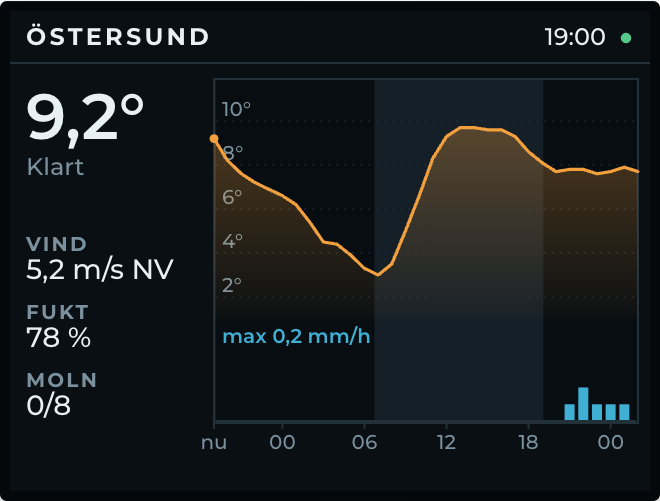 ÖSTERSUND
19:00
9,2°
Klart
VIND
5,2 m/s NV
FUKT
78 %
MOLN
0/8
10°
8°
6°
4°
2°
max 0,2 mm/h
nu 00 06 12 18 00